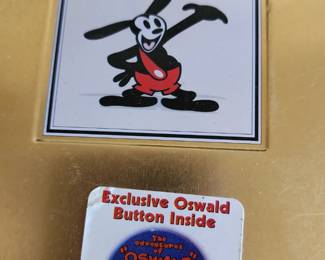 Exclusive Oswald
Button Inside
The
adventures of
"OSWALD"